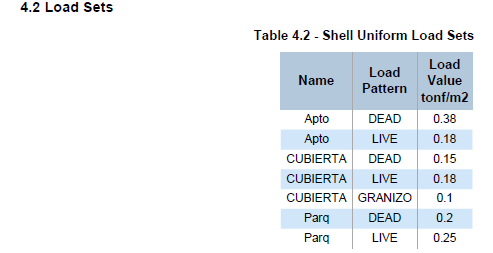 4.2 Load Sets
Table 4.2 - Shell Uniform Load Sets
Name Load Pattern Load Value tonf/m2
Apto DEAD 0.38
Apto LIVE 0.18
CUBIERTA DEAD 0.15
CUBIERTA LIVE 0.18
CUBIERTA GRANIZO 0.1
Parq DEAD 0.2
Parq LIVE 0.25